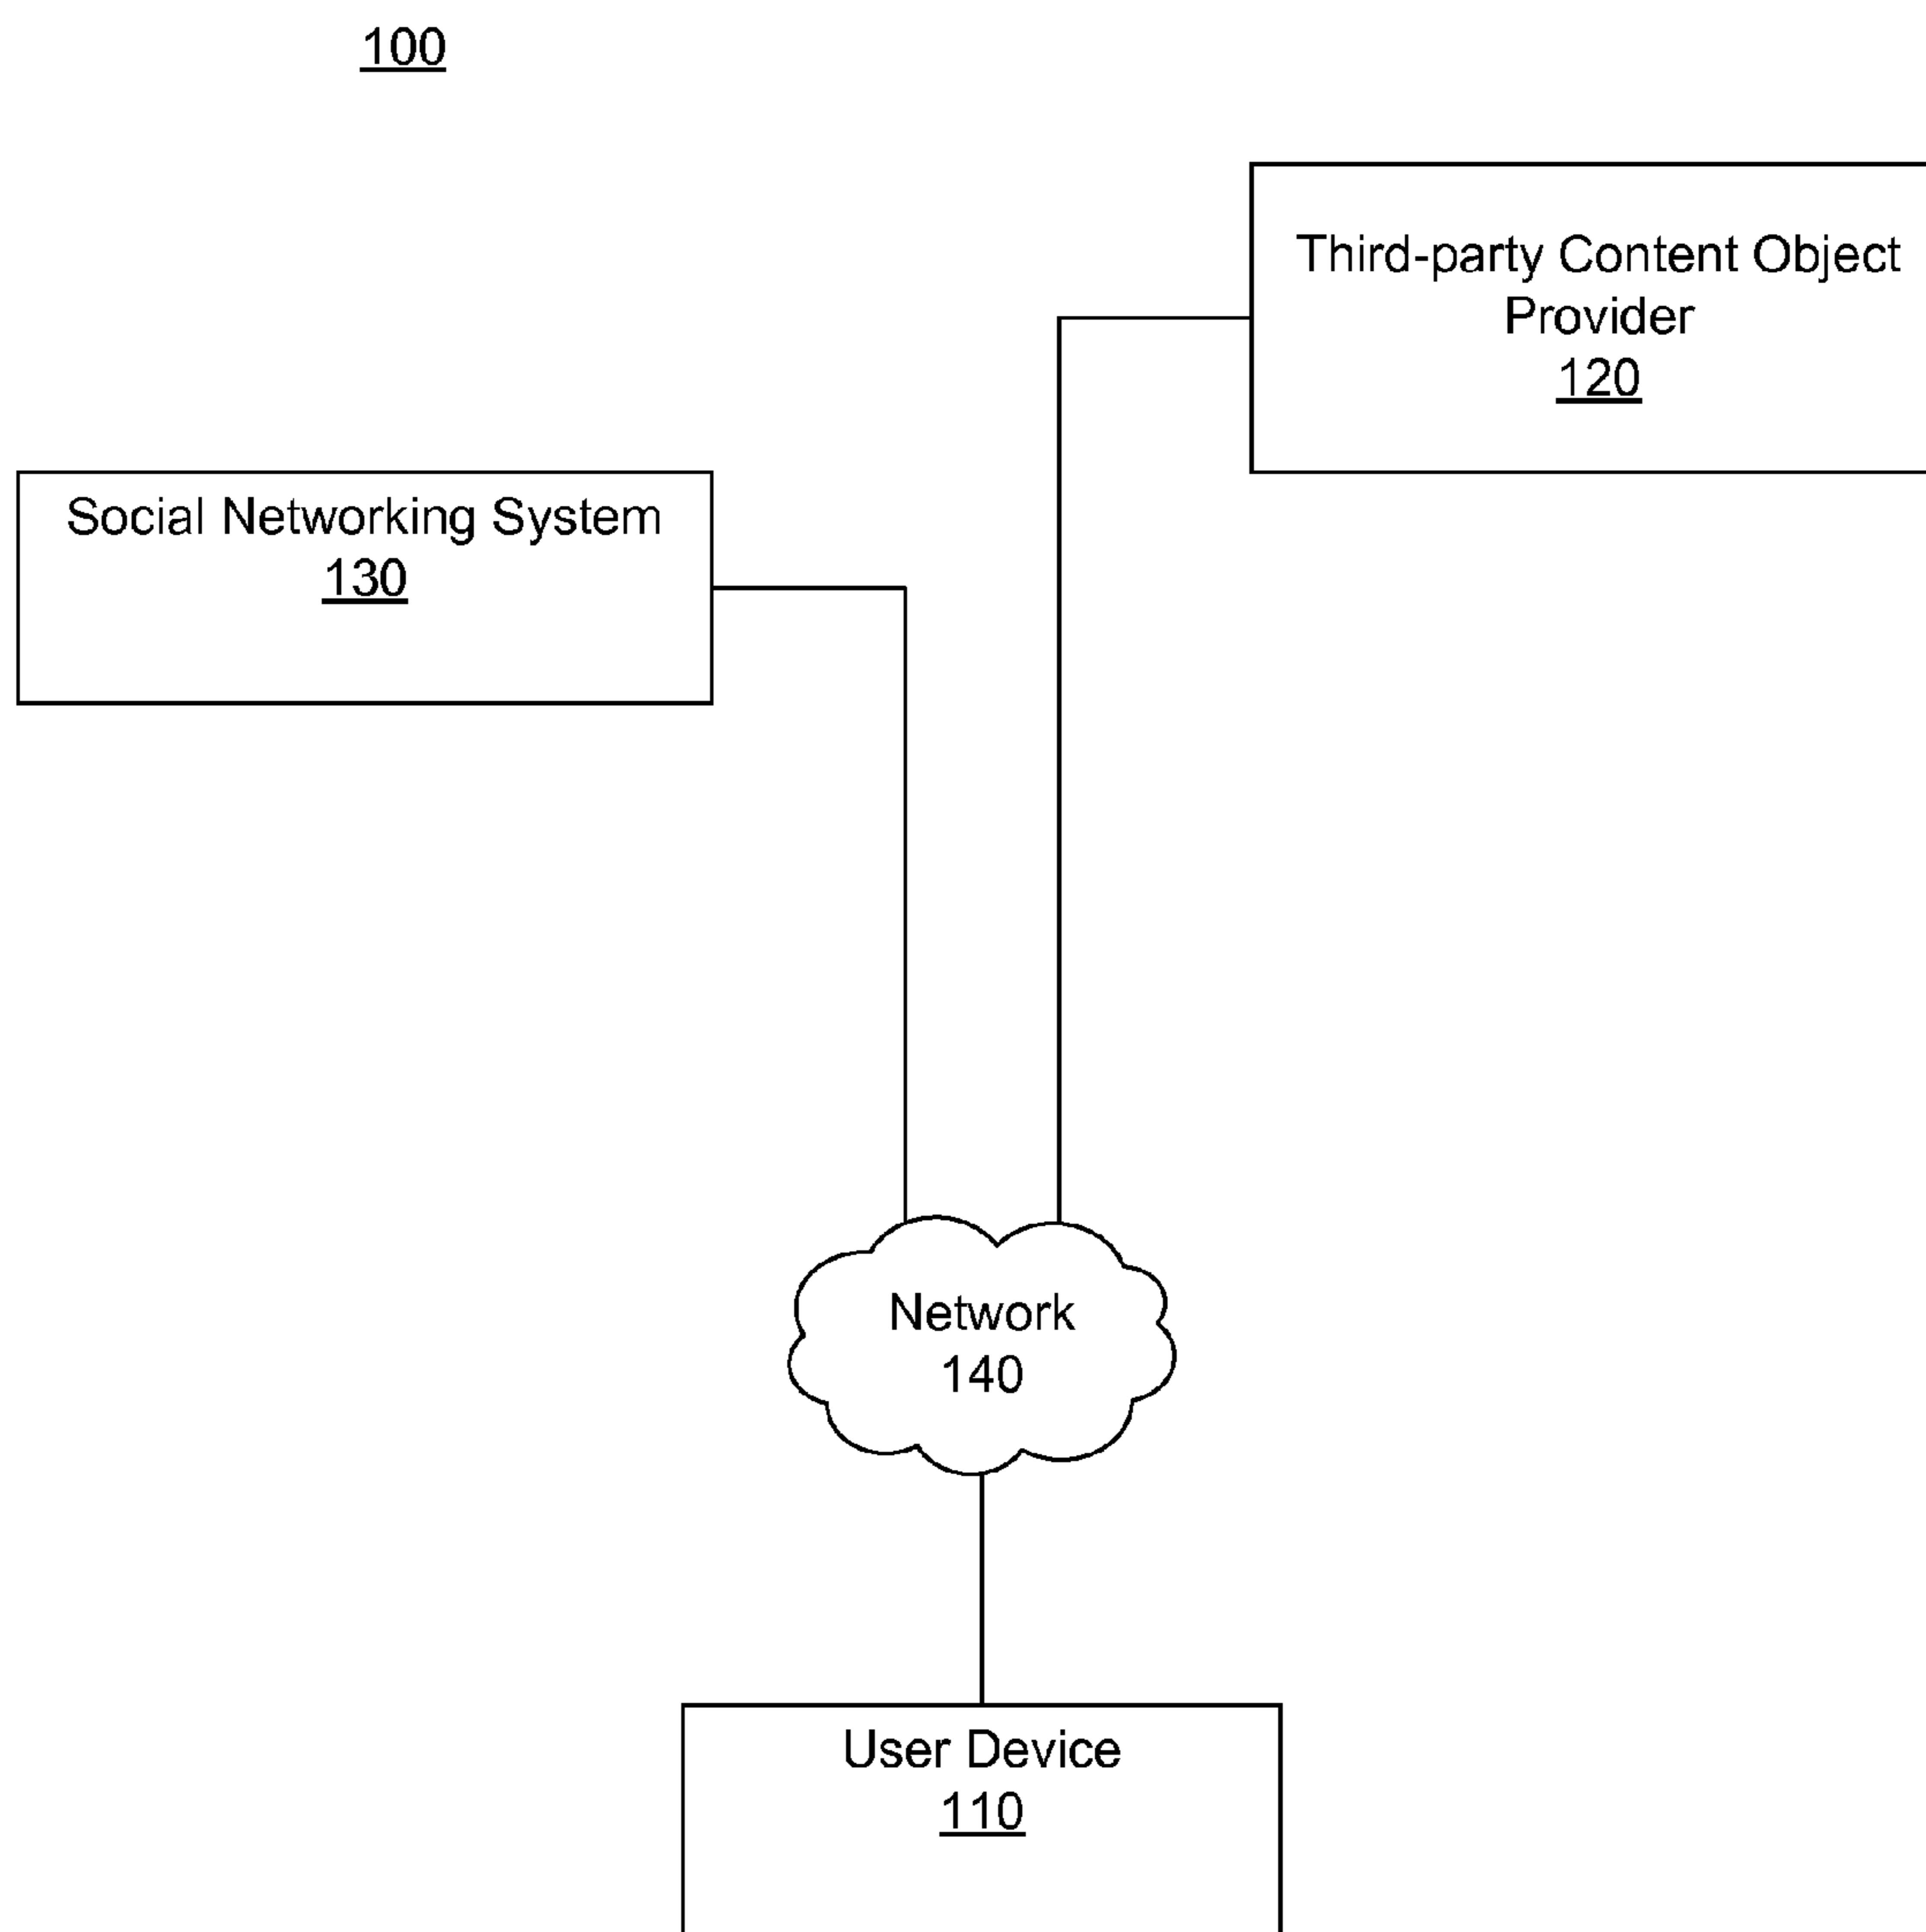 100
Third-party Content Object
Provider
120
Social Networking System
130
Network
140
User Device
110